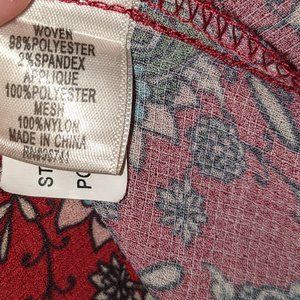 WOVEN
98%POLYESTER
2%SPANDEX
APPLIQUE
100%POLYESTER
MESH
100%NYLON
MADE IN CHINA
ST
PO